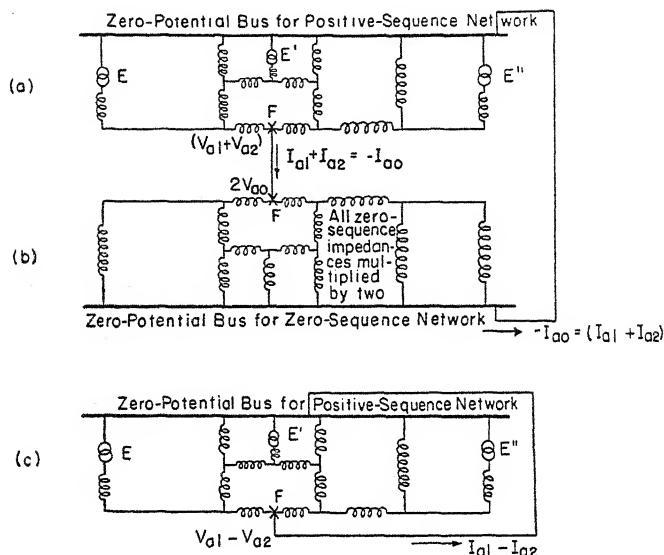 Zero-Potential Bus for Positive-Sequence Network
(a)
E
E'
E"
F
(Va1+Va2)
Ia1+Ia2 = -Ia0
2Va0
F
(b)
All zero-
sequence
impedances
mul-
tiplied
by two
Zero-Potential Bus for Zero-Sequence Network
-Ia0=(Ia1+Ia2)
Zero-Potential Bus for Positive-Sequence Network
(c)
E
E'
E"
F
Va1-Va2
Ia1-Ia2